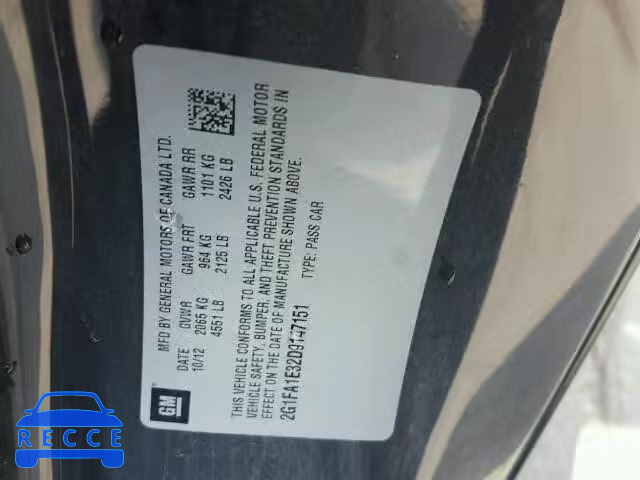 MFD BY GENERAL MOTORS OF CANADA LTD.
DATE GVWR GAWR FRT GAWR RR
10/12 2065 KG 964 KG 1101 KG
4551 LB 2125 LB 2426 LB
GM
THIS VEHICLE CONFORMS TO ALL APPLICABLE U.S. FEDERAL MOTOR
VEHICLE SAFETY, BUMPER, AND THEFT PREVENTION STANDARDS IN
EFFECT ON THE DATE OF MANUFACTURE SHOWN ABOVE.
2G1FA1E32D9147151 TYPE: PASS CAR
RECCE